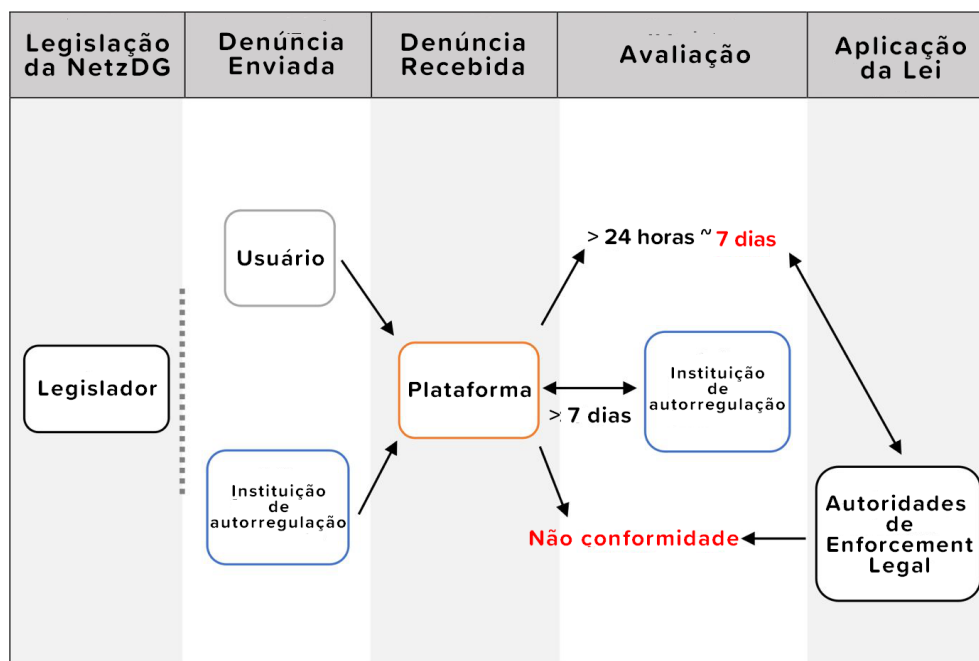 Legislação
da NetzDG
Denúncia
Enviada
Denúncia
Recebida
Avaliação
Aplicação
da Lei
Usuário
> 24 horas ~ 7 dias
Legislador
Plataforma
> 7 dias
Instituição
de
autorregulação
Instituição
de
autorregulação
Não conformidade
Autoridades
de
Enforcement
Legal